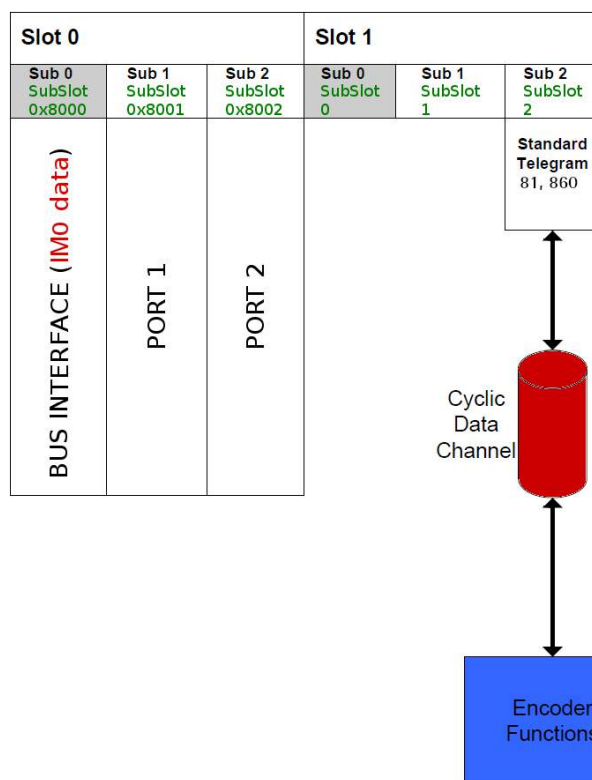 Slot 0
Slot 1
Sub 0
SubSlot
0x8000
Sub 1
SubSlot
0x8001
Sub 2
SubSlot
0x8002
Sub 0
SubSlot
0
Sub 1
SubSlot
1
Sub 2
SubSlot
2
BUS INTERFACE (IM0 data)
PORT 1
PORT 2
Standard
Telegram
81, 860
Cyclic
Data
Channel
Encoder
Functions